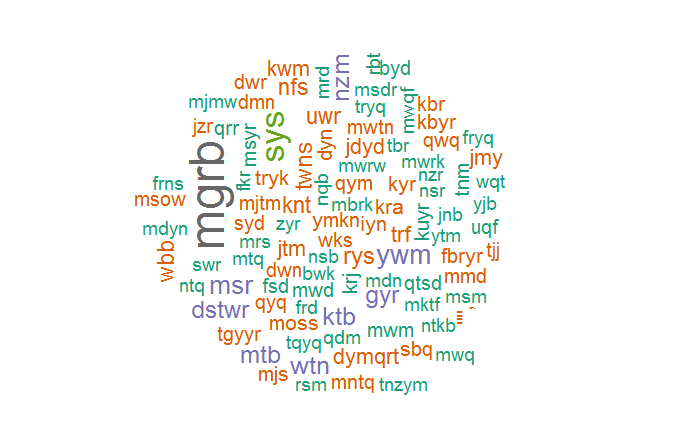 kwm
dwr
nfs
mrd
nzm
rbt
byd
msdr
mjmw
dmn
sys
uwr
tryq
mwqf
kbr
jzr
qrr
msyr
mwtn
kbyr
mgrb
twns
dyn
jdyd
tbr
qwq
fryq
jmy
frns
fkr
tryk
nqb
qym
mwrw
mwrk
kyr
nzr
nsr
tnm
wqt
msow
mjtm
knt
mbrk
kra
jnb
yjb
mdyn
syd
zyr
ymkn
iyn
trf
kuyr
ytm
uqf
wbb
swr
mrs
mtq
jtm
wks
nsb
rys
ywm
fbryr
tjj
ntq
msr
fsd
dwn
bwk
mwd
krj
mdn
qtsd
mmd
dstwr
qyq
frd
gyr
mktf
msm
tgyyr
moss
ktb
mwm
ntkb
mtb
tqyq
qdm
wtn
dymqrt
sbq
mwq
mjs
rsm
mntq
tnzym